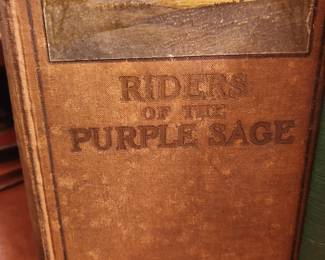 RIDERS
OF THE
PURPLE SAGE